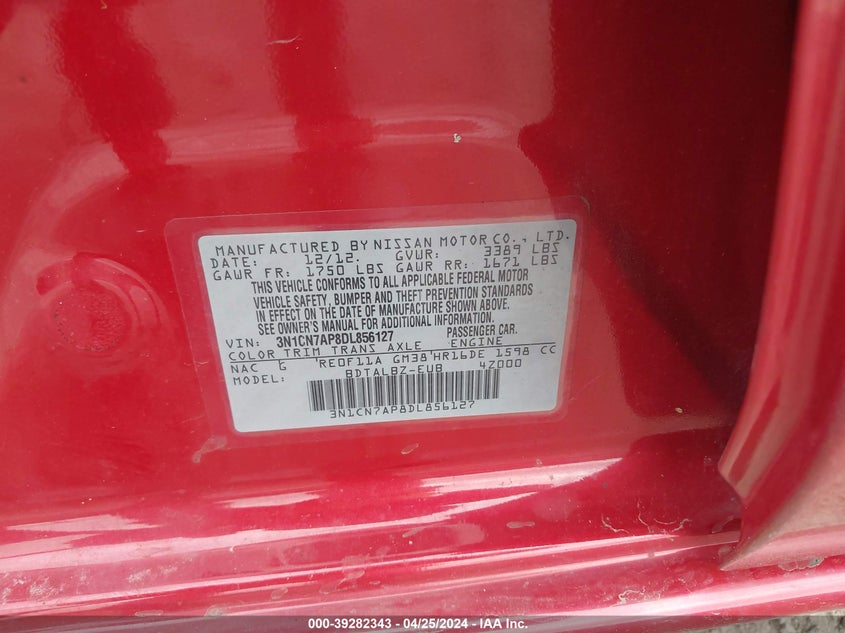 MANUFACTURED BY NISSAN MOTOR CO., LTD.
DATE: 12/12. GVWR: 3389 LBS
GAWR FR: 1750 LBS GAWR RR: 1671 LBS
THIS VEHICLE CONFORMS TO ALL APPLICABLE FEDERAL MOTOR
VEHICLE SAFETY, BUMPER AND THEFT PREVENTION STANDARDS
IN EFFECT ON THE DATE OF MANUFACTURE SHOWN ABOVE.
SEE OWNER'S MANUAL FOR ADDITIONAL INFORMATION.
VIN: 3N1CN7AP8DL856127 PASSENGER CAR.
COLOR TRIM TRANS AXLE ENGINE
NAC G RE0F11A GM38 HR16DE 1598 CC
MODEL: BDTALBZ-EUB 4Z000
3N1CN7AP8DL856127
000-39282343 - 04/25/2024 - IAA Inc.